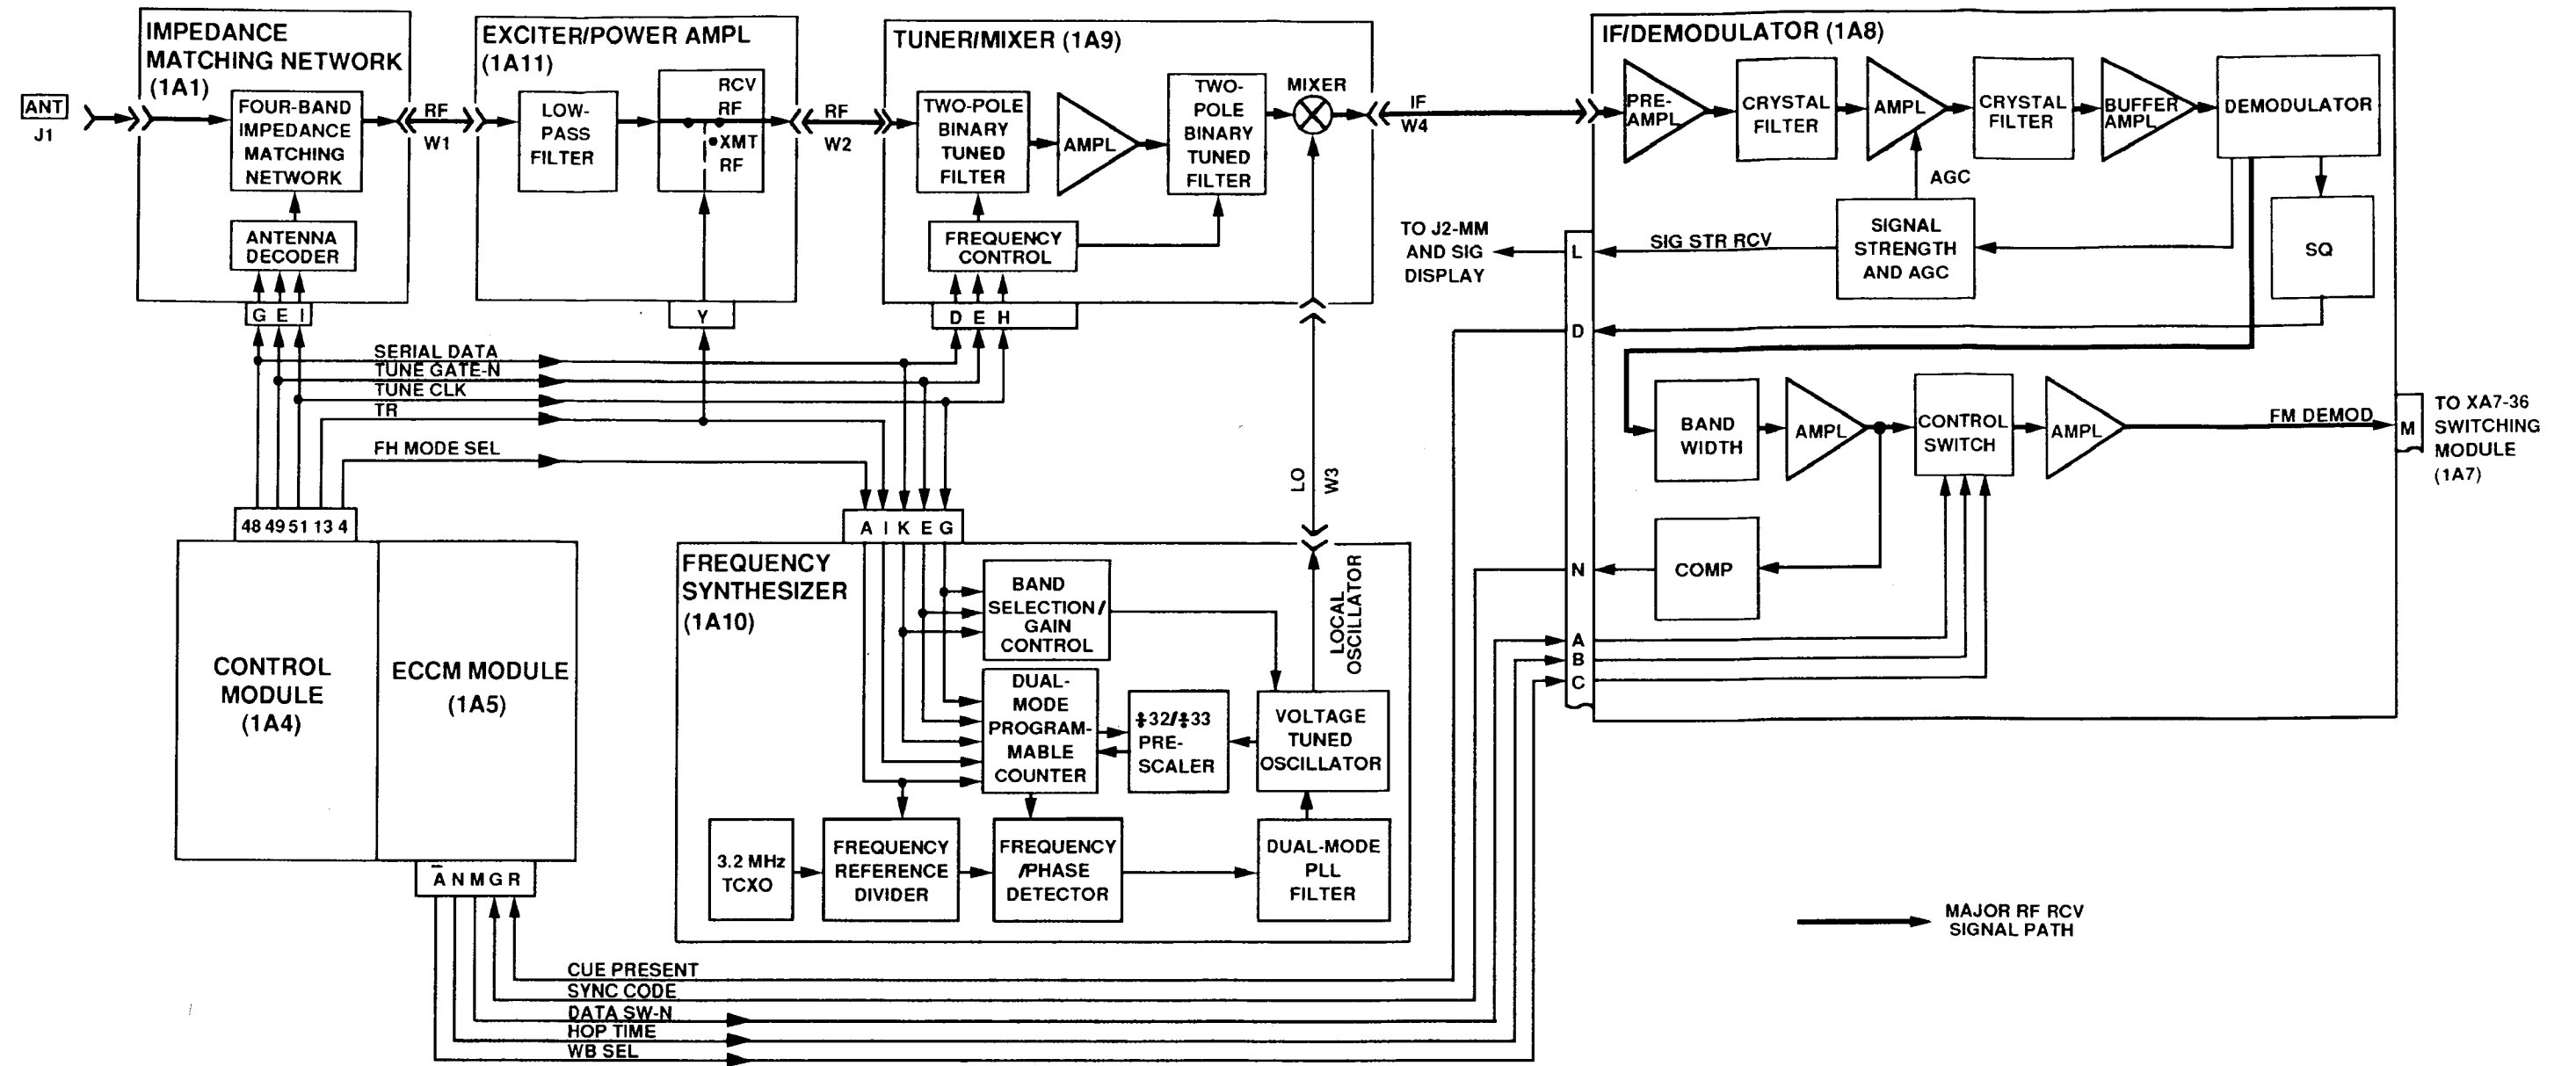 IMPEDANCE
MATCHING NETWORK
(1A1)
ANT
J1
FOUR-BAND
IMPEDANCE
MATCHING
NETWORK
ANTENNA
DECODER
G E I
RF
W1
EXCITER/POWER AMPL
(1A11)
LOW-
PASS
FILTER
RCV
RF
XMT
RF
Y
RF
W2
TUNER/MIXER (1A9)
TWO-POLE
BINARY
TUNED
FILTER
AMPL
TWO-
POLE
BINARY
TUNED
FILTER
MIXER
FREQUENCY
CONTROL
D E H
IF
W4
IF/DEMODULATOR (1A8)
PRE-
AMPL
CRYSTAL
FILTER
AMPL
CRYSTAL
FILTER
BUFFER
AMPL
DEMODULATOR
AGC
SIGNAL
STRENGTH
AND AGC
SQ
TO J2-MM
AND SIG
DISPLAY
L
SIG STR RCV
D
BAND
WIDTH
AMPL
CONTROL
SWITCH
AMPL
FM DEMOD
M
TO XA7-36
SWITCHING
MODULE
(1A7)
COMP
N
A
B
C
SERIAL DATA
TUNE GATE-N
TUNE CLK
TR
FH MODE SEL
LO
W3
48 49 51 13 4
CONTROL
MODULE
(1A4)
ECCM MODULE
(1A5)
A̅ N M G R
A I K E G
FREQUENCY
SYNTHESIZER
(1A10)
BAND
SELECTION/
GAIN
CONTROL
LOCAL
OSCILLATOR
DUAL-
MODE
PROGRAM-
MABLE
COUNTER
÷32/÷33
PRE-
SCALER
VOLTAGE
TUNED
OSCILLATOR
3.2 MHz
TCXO
FREQUENCY
REFERENCE
DIVIDER
FREQUENCY
/PHASE
DETECTOR
DUAL-MODE
PLL
FILTER
MAJOR RF RCV
SIGNAL PATH
CUE PRESENT
SYNC CODE
DATA SW-N
HOP TIME
WB SEL